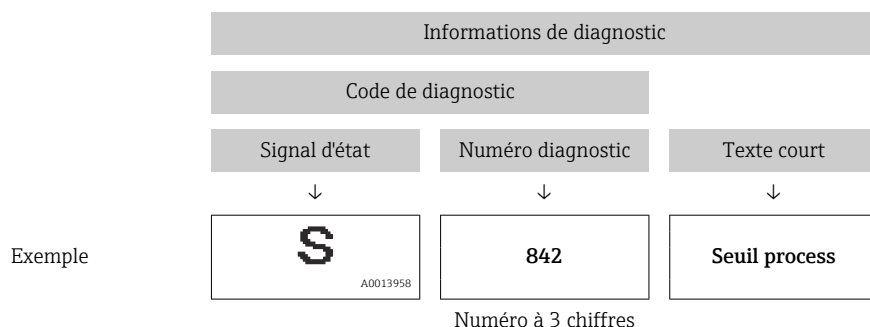 Informations de diagnostic
Code de diagnostic
Signal d'état Numéro diagnostic Texte court
↓ ↓ ↓
Exemple S 842 Seuil process
A0013958
Numéro à 3 chiffres